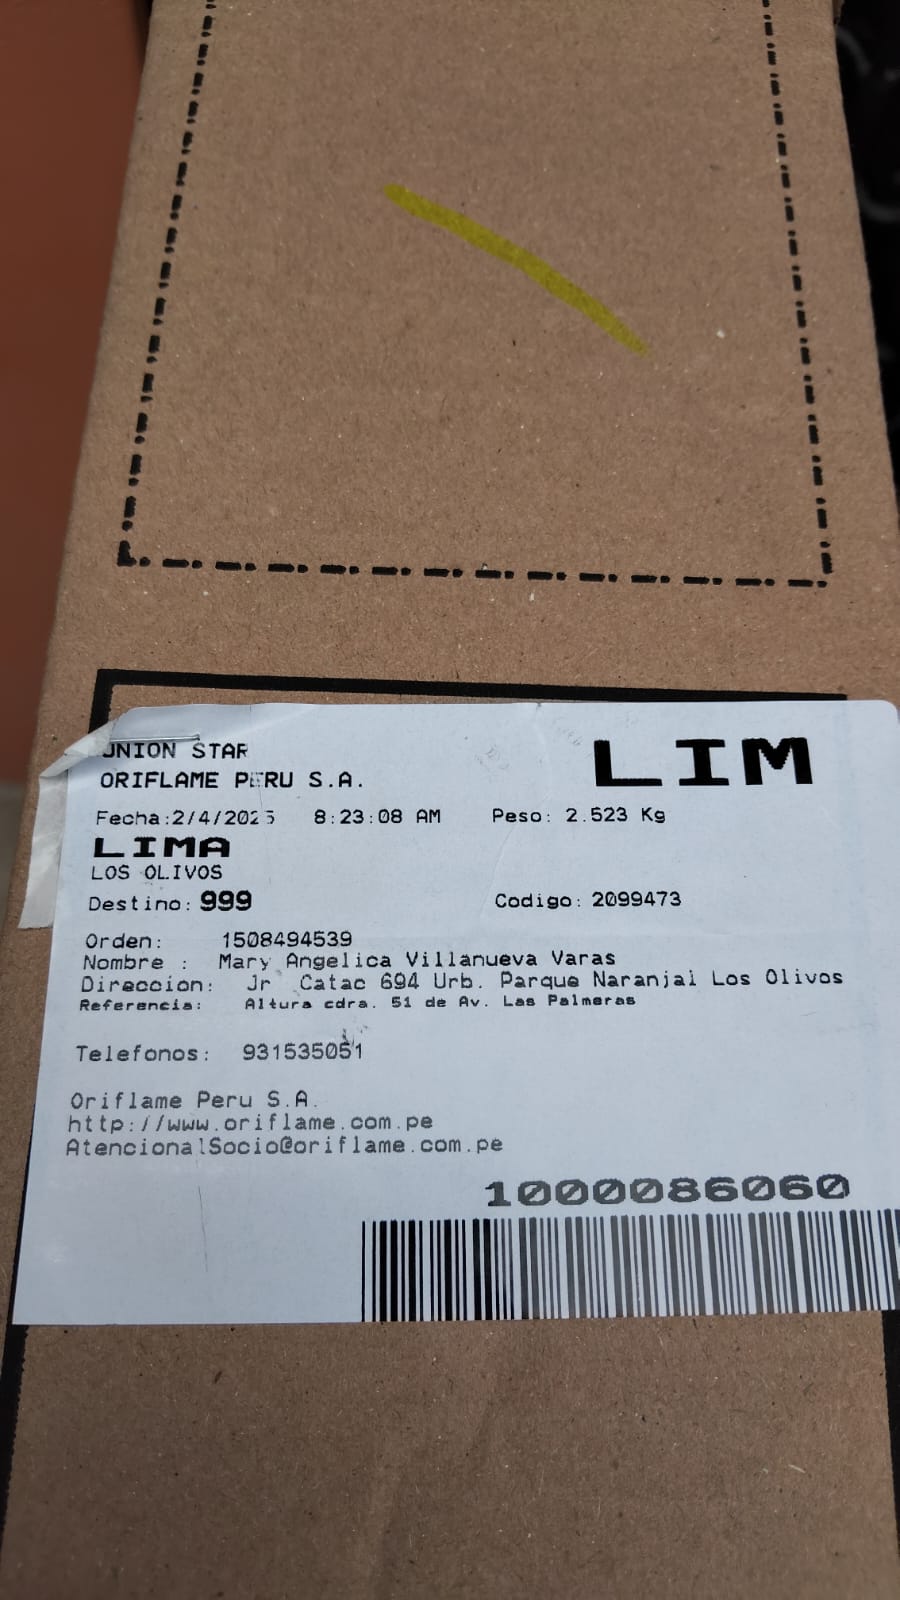 UNION STAR
LIM
ORIFLAME PERU S.A.
Fecha:2/4/2025 8:23:08 AM Peso: 2.523 Kg
LIMA
LOS OLIVOS
Destino: 999 Codigo: 2099473
Orden: 1508494539
Nombre : Mary Angelica Villanueva Varas
Direccion: Jr Catac 694 Urb. Parque Naranjal Los Olivos
Referencia: Altura cdra. 51 de Av. Las Palmeras
Telefonos: 931535051
Oriflame Peru S.A.
http://www.oriflame.com.pe
AtencionalSocio@oriflame.com.pe
1000086060